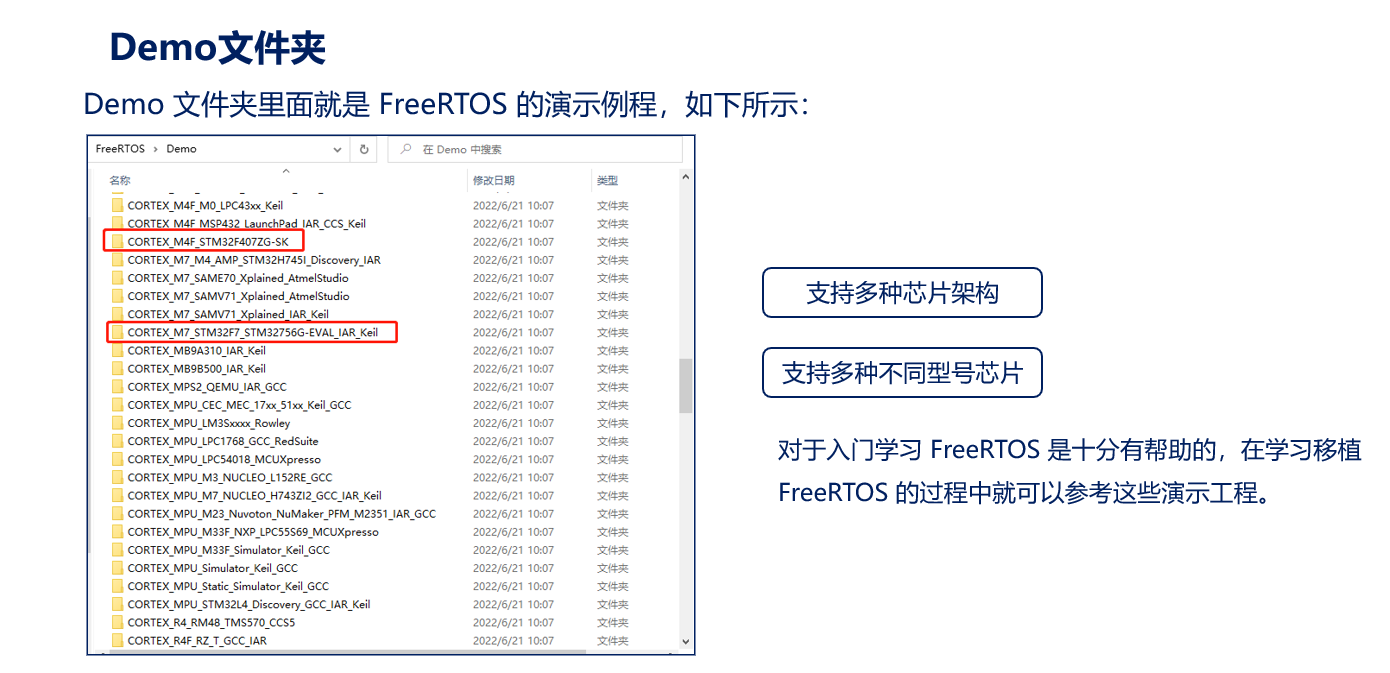 Demo文件夹
Demo 文件夹里面就是 FreeRTOS 的演示例程，如下所示：
FreeRTOS › Demo 在 Demo 中搜索
名称 修改日期 类型
CORTEX_M4F_M0_LPC43xx_Keil 2022/6/21 10:07 文件夹
CORTEX_M4F_MSP432_LaunchPad_IAR_CCS_Keil 2022/6/21 10:07 文件夹
CORTEX_M4F_STM32F407ZG-SK 2022/6/21 10:07 文件夹
CORTEX_M7_M4_AMP_STM32H745I_Discovery_IAR 2022/6/21 10:07 文件夹
CORTEX_M7_SAME70_Xplained_AtmelStudio 2022/6/21 10:07 文件夹
CORTEX_M7_SAMV71_Xplained_AtmelStudio 2022/6/21 10:07 文件夹
CORTEX_M7_SAMV71_Xplained_IAR_Keil 2022/6/21 10:07 文件夹
CORTEX_M7_STM32F7_STM32756G-EVAL_IAR_Keil 2022/6/21 10:07 文件夹
CORTEX_MB9A310_IAR_Keil 2022/6/21 10:07 文件夹
CORTEX_MB9B500_IAR_Keil 2022/6/21 10:07 文件夹
CORTEX_MPS2_QEMU_IAR_GCC 2022/6/21 10:07 文件夹
CORTEX_MPU_CEC_MEC_17xx_51xx_Keil_GCC 2022/6/21 10:07 文件夹
CORTEX_MPU_LM3Sxxxx_Rowley 2022/6/21 10:07 文件夹
CORTEX_MPU_LPC1768_GCC_RedSuite 2022/6/21 10:07 文件夹
CORTEX_MPU_LPC54018_MCUXpresso 2022/6/21 10:07 文件夹
CORTEX_MPU_M3_NUCLEO_L152RE_GCC 2022/6/21 10:07 文件夹
CORTEX_MPU_M7_NUCLEO_H743ZI2_GCC_IAR_Keil 2022/6/21 10:07 文件夹
CORTEX_MPU_M23_Nuvoton_NuMaker_PFM_M2351_IAR_GCC 2022/6/21 10:07 文件夹
CORTEX_MPU_M33F_NXP_LPC55S69_MCUXpresso 2022/6/21 10:07 文件夹
CORTEX_MPU_M33F_Simulator_Keil_GCC 2022/6/21 10:07 文件夹
CORTEX_MPU_Simulator_Keil_GCC 2022/6/21 10:07 文件夹
CORTEX_MPU_Static_Simulator_Keil_GCC 2022/6/21 10:07 文件夹
CORTEX_MPU_STM32L4_Discovery_GCC_IAR_Keil 2022/6/21 10:07 文件夹
CORTEX_R4_RM48_TMS570_CCS5 2022/6/21 10:07 文件夹
CORTEX_R4F_RZ_T_GCC_IAR 2022/6/21 10:07 文件夹
支持多种芯片架构
支持多种不同型号芯片
对于入门学习 FreeRTOS 是十分有帮助的，在学习移植
FreeRTOS 的过程中就可以参考这些演示工程。